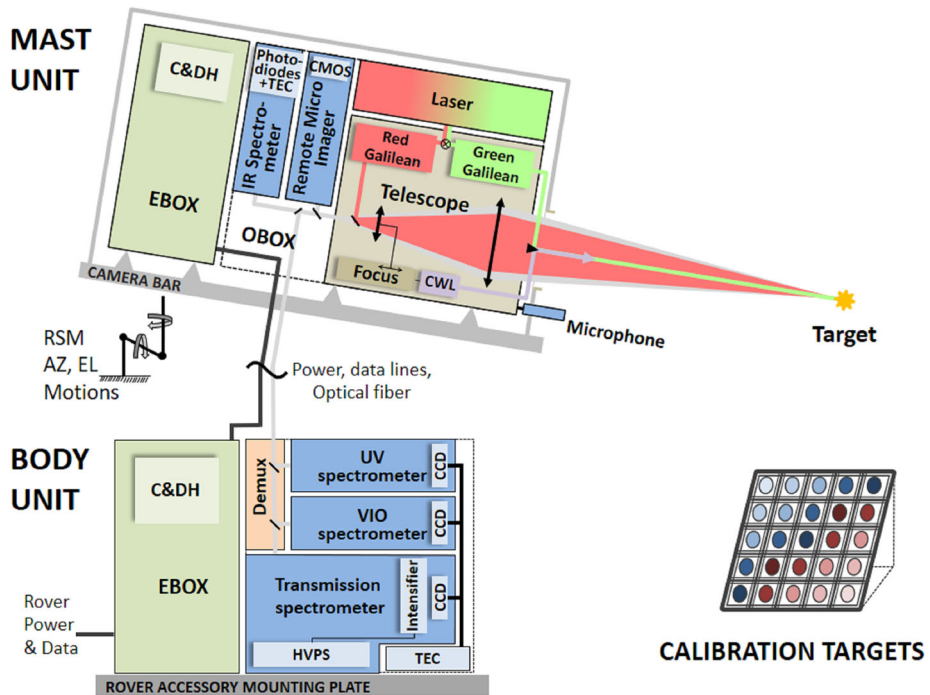 MAST
UNIT
C&DH
EBOX
Photo-
diodes
+TEC
IR Spectro-
meter
CMOS
Remote Micro
Imager
Laser
Red
Galilean
Green
Galilean
Telescope
OBOX
Focus
CWL
CAMERA BAR
Microphone
Target
RSM
AZ, EL
Motions
Power, data lines,
Optical fiber
BODY
UNIT
C&DH
EBOX
Demux
UV
spectrometer
CCD
VIO
spectrometer
CCD
Transmission
spectrometer
Intensifier
CCD
HVPS
TEC
Rover
Power
& Data
ROVER ACCESSORY MOUNTING PLATE
CALIBRATION TARGETS